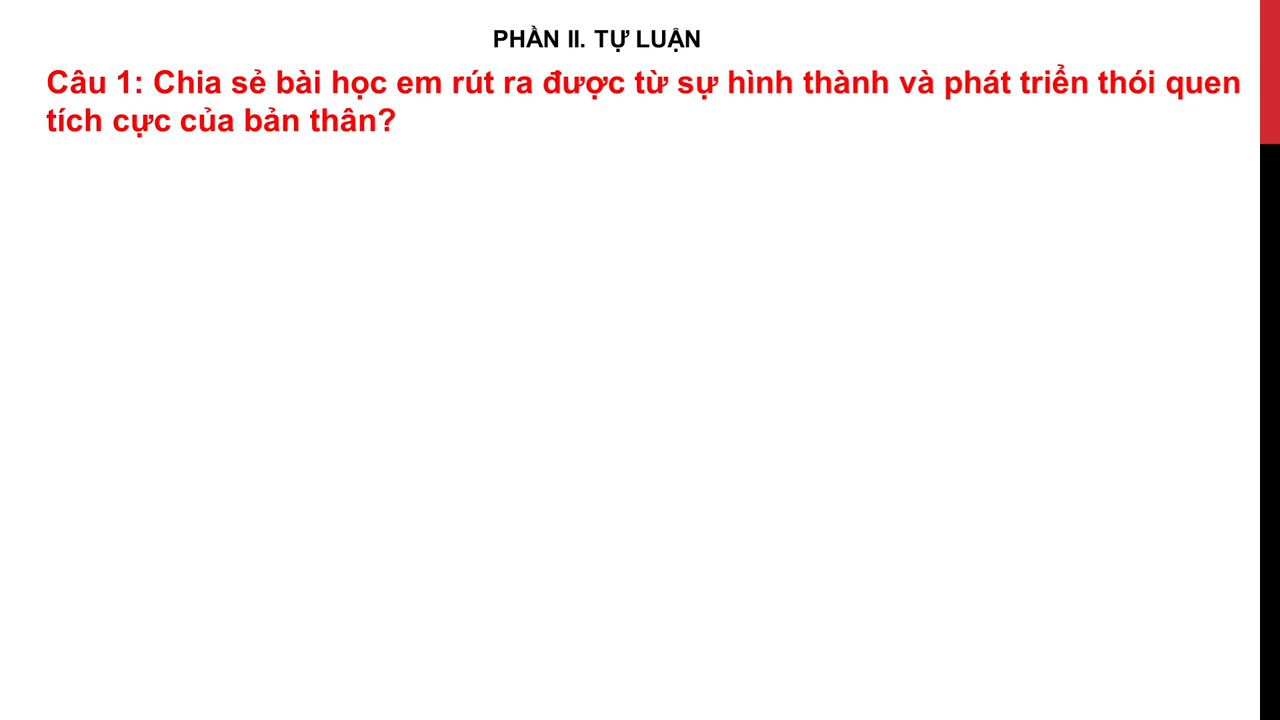 PHẦN II. TỰ LUẬN
Câu 1: Chia sẻ bài học em rút ra được từ sự hình thành và phát triển thói quen
tích cực của bản thân?